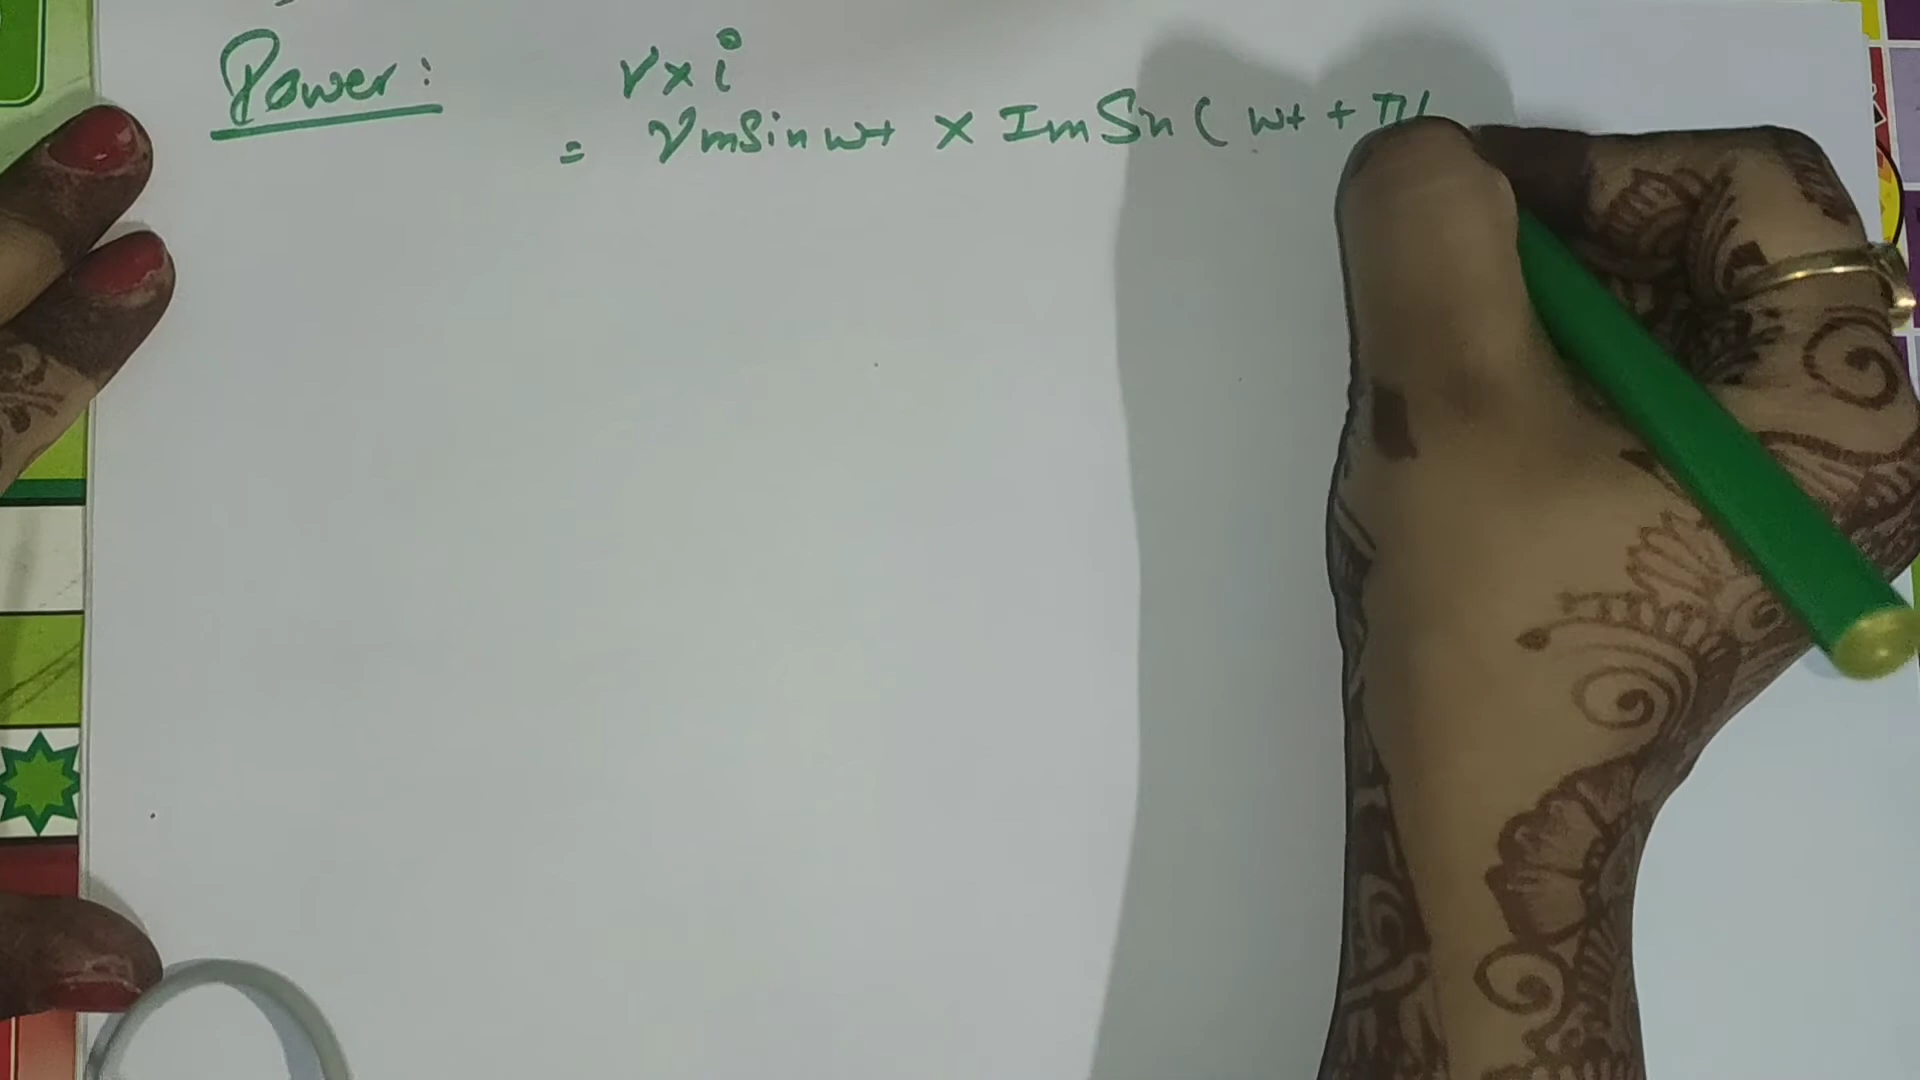 Power: v × i
= Vm Sin wt × Im Sin ( wt + π/